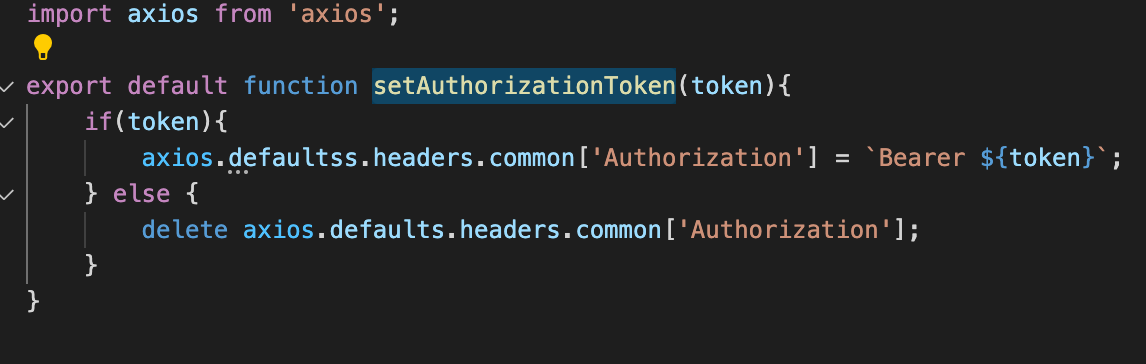 import axios from 'axios';
export default function setAuthorizationToken(token){
if(token){
axios.defaultss.headers.common['Authorization'] = `Bearer ${token}`;
} else {
delete axios.defaults.headers.common['Authorization'];
}
}